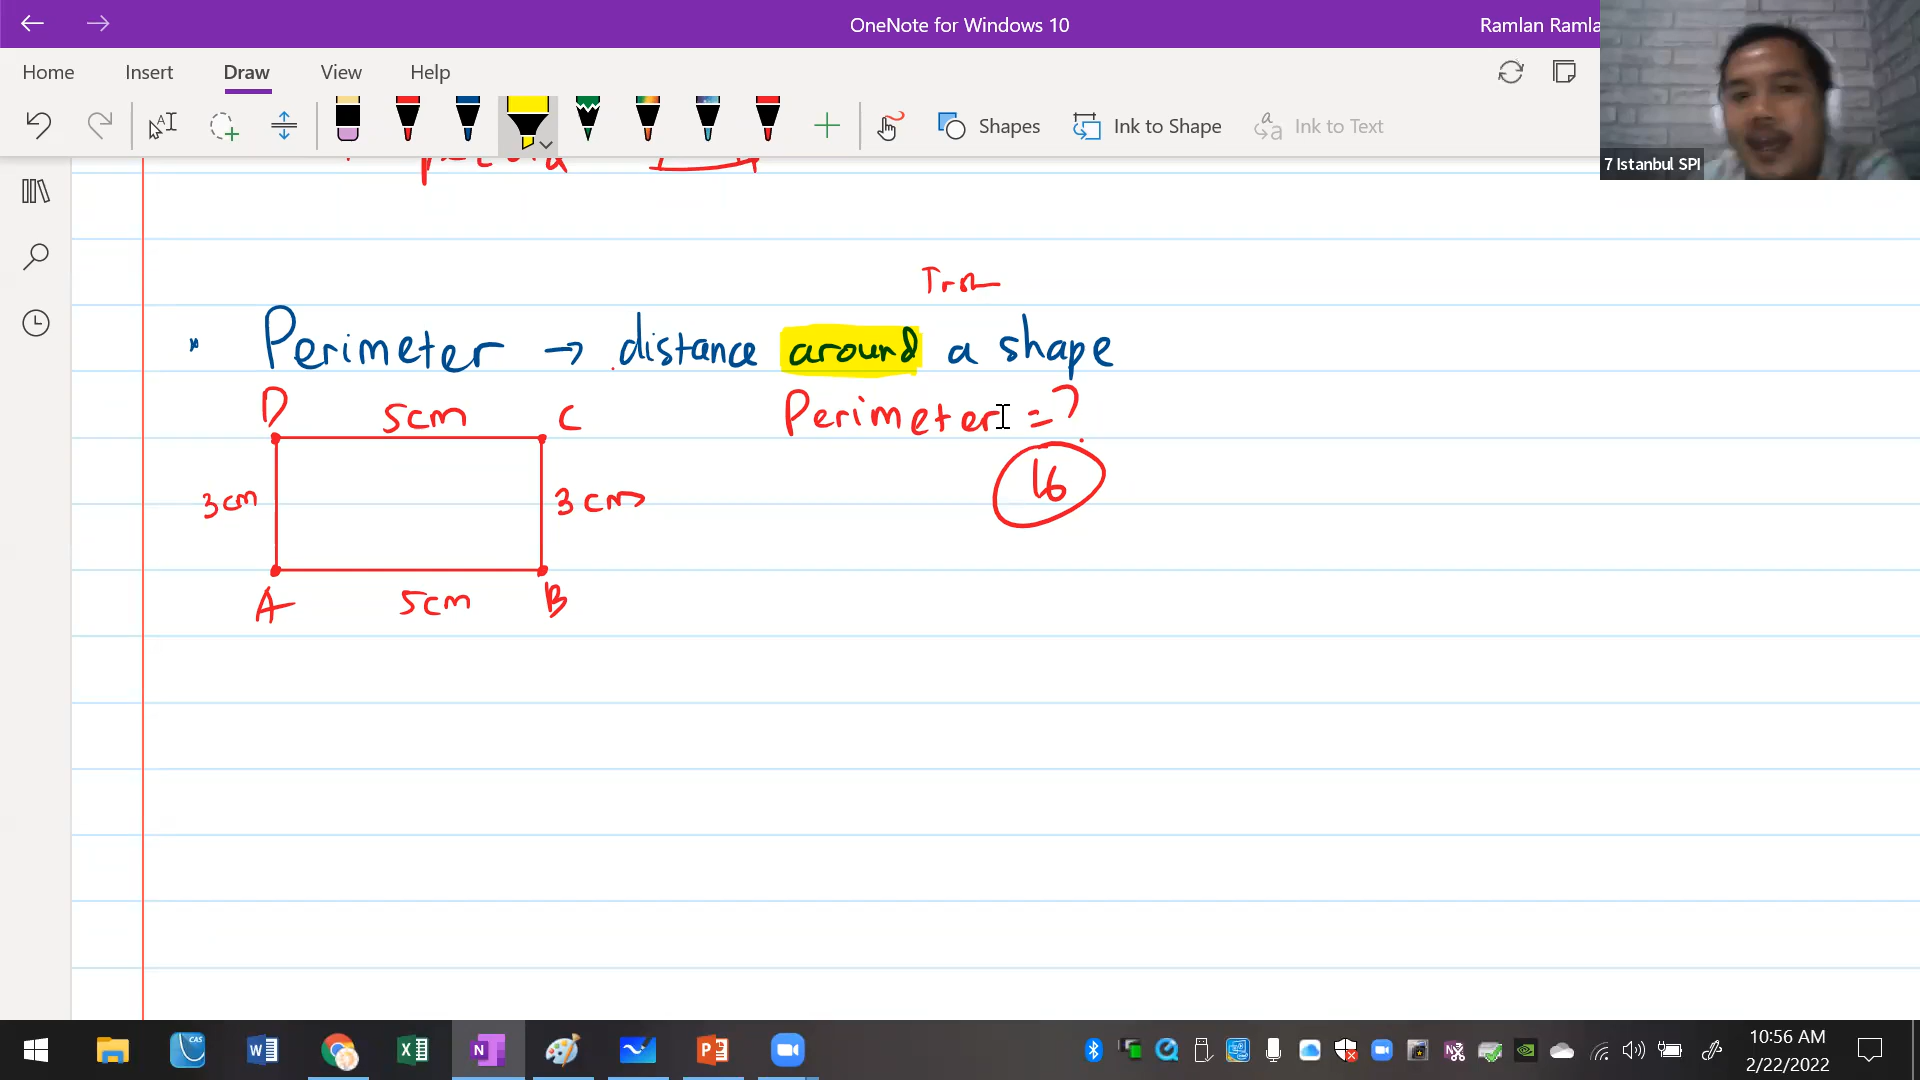 OneNote for Windows 10
Ramlan Ramla
Home Insert Draw View Help
Shapes Ink to Shape Ink to Text
7 Istanbul SPI
Perimeter → distance around a shape
D 5cm C
Perimeter = ?
3cm 3cm
16
A 5cm B
10:56 AM
2/22/2022